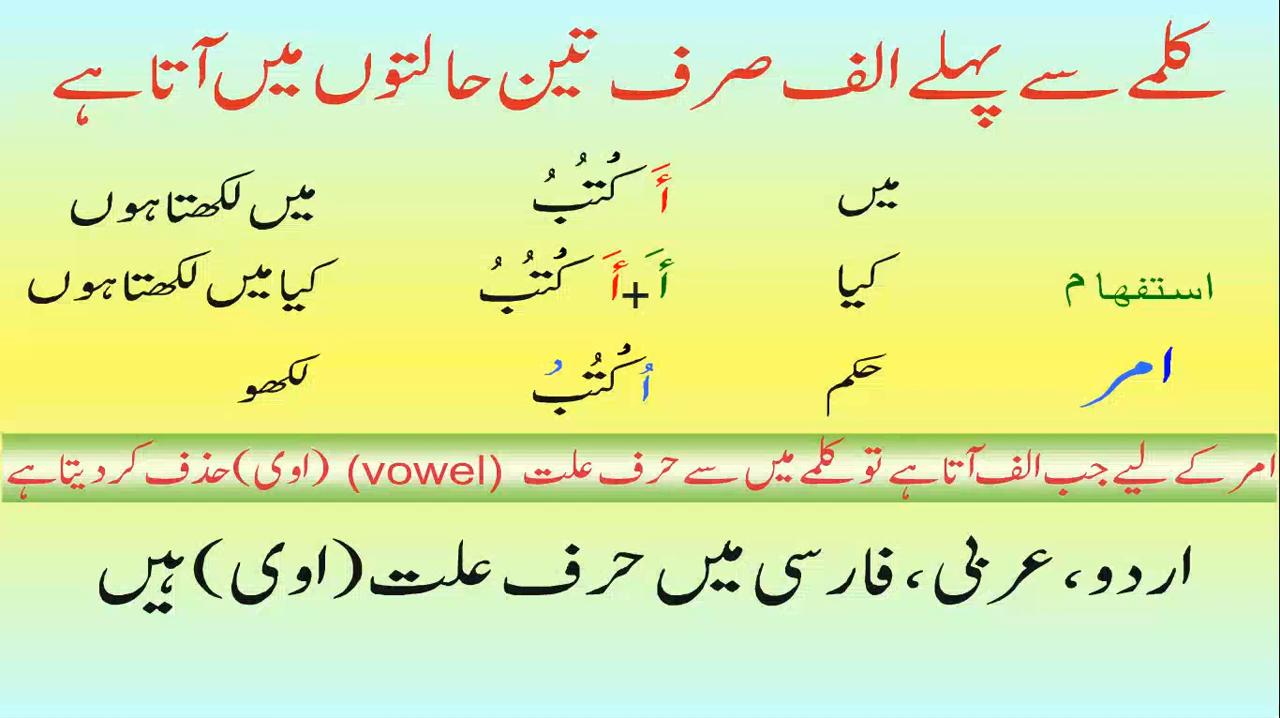 کلمے سے پہلے الف صرف تین حالتوں میں آتا ہے
میں أَ کْتُبُ میں لکھتا ہوں
استفہام کیا أَ+أَ کْتُبُ کیا میں لکھتا ہوں
امر حکم اُ کْتُبْ لکھو
امر کے لیے جب الف آتا ہے تو کلمے میں سے حرف علت (vowel) (اوی) حذف کر دیتا ہے
اردو، عربی، فارسی میں حرف علت (اوی) ہیں